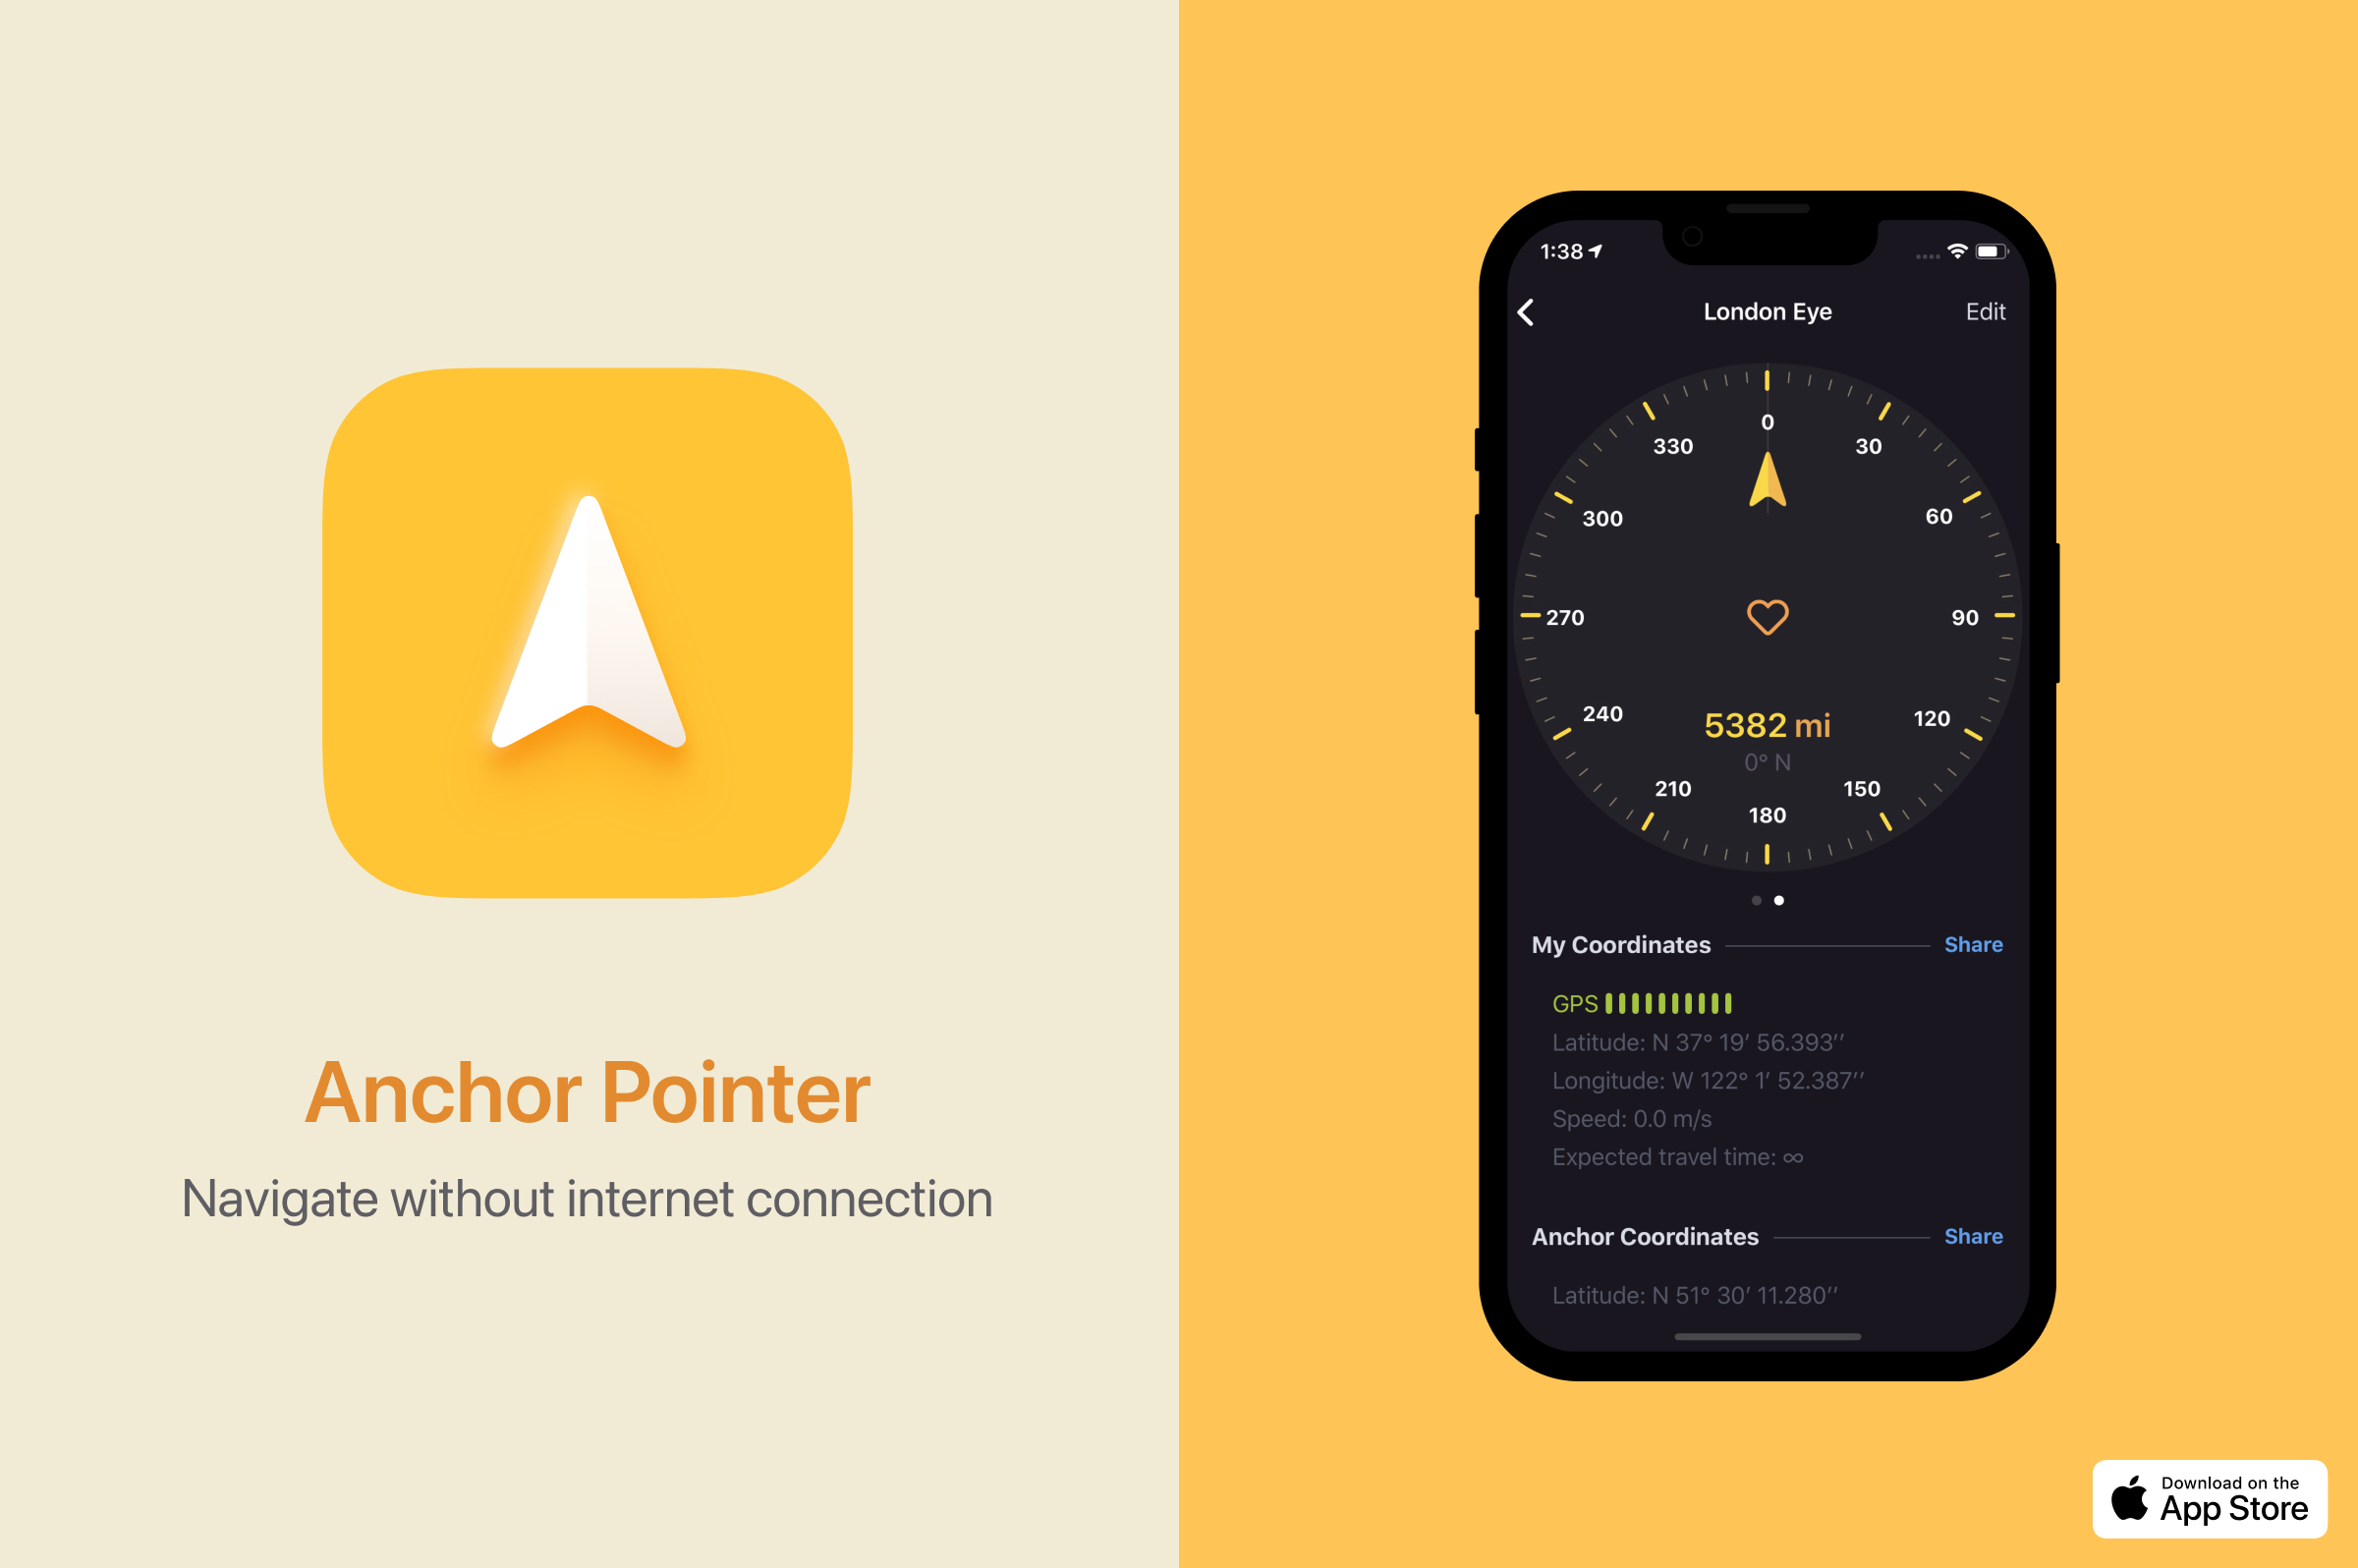 Anchor Pointer
Navigate without internet connection
1:38
London Eye
Edit
0
330
30
300
60
270
90
240
120
5382 mi
0° N
210
150
180
My Coordinates
Share
GPS
Latitude: N 37° 19’ 56.393’’
Longitude: W 122° 1’ 52.387’’
Speed: 0.0 m/s
Expected travel time: ∞
Anchor Coordinates
Share
Latitude: N 51° 30’ 11.280’’
Download on the
App Store